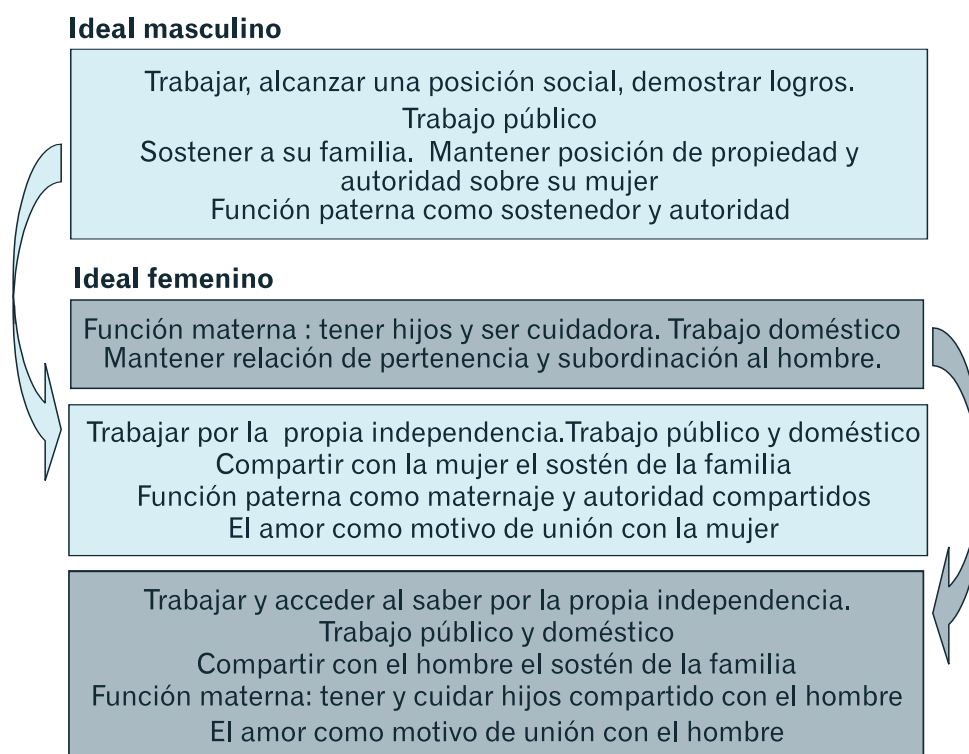 Ideal masculino
Trabajar, alcanzar una posición social, demostrar logros.
Trabajo público
Sostener a su familia. Mantener posición de propiedad y
autoridad sobre su mujer
Función paterna como sostenedor y autoridad
Ideal femenino
Función materna : tener hijos y ser cuidadora. Trabajo doméstico
Mantener relación de pertenencia y subordinación al hombre.
Trabajar por la propia independencia.Trabajo público y doméstico
Compartir con la mujer el sostén de la familia
Función paterna como maternaje y autoridad compartidos
El amor como motivo de unión con la mujer
Trabajar y acceder al saber por la propia independencia.
Trabajo público y doméstico
Compartir con el hombre el sostén de la familia
Función materna: tener y cuidar hijos compartido con el hombre
El amor como motivo de unión con el hombre